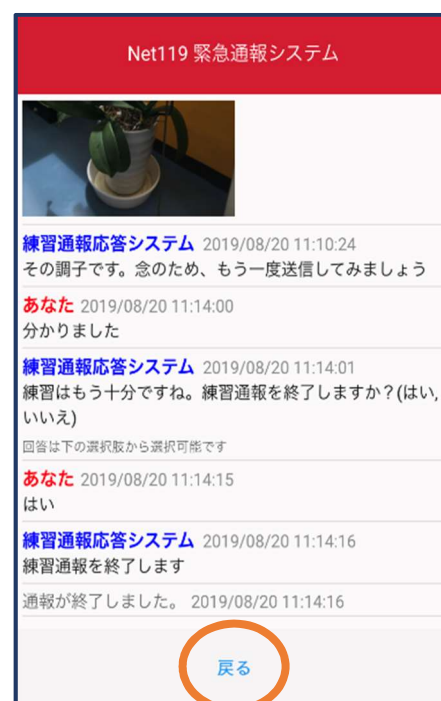 Net119 緊急通報システム
練習通報応答システム 2019/08/20 11:10:24
その調子です。念のため、もう一度送信してみましょう
あなた 2019/08/20 11:14:00
分かりました
練習通報応答システム 2019/08/20 11:14:01
練習はもう十分ですね。練習通報を終了しますか？(はい,
いいえ)
回答は下の選択肢から選択可能です
あなた 2019/08/20 11:14:15
はい
練習通報応答システム 2019/08/20 11:14:16
練習通報を終了します
通報が終了しました。 2019/08/20 11:14:16
戻る